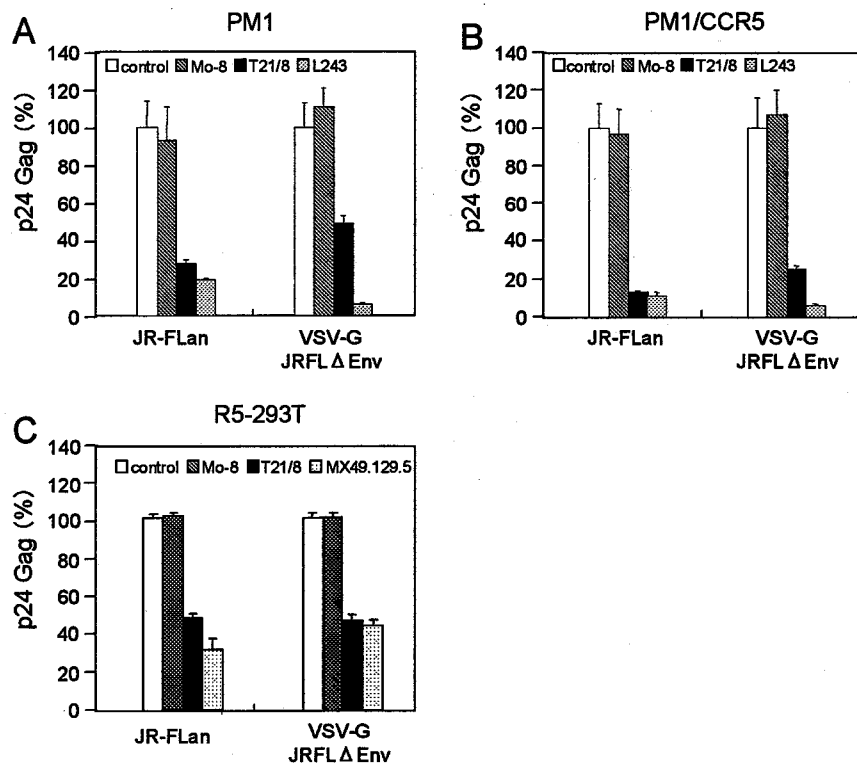 A
PM1
140
120
100
80
60
40
20
0
p24 Gag (%)
control Mo-8 T21/8 L243
JR-FLan
VSV-G
JRFL Δ Env
B
PM1/CCR5
140
120
100
80
60
40
20
0
p24 Gag (%)
control Mo-8 T21/8 L243
JR-FLan
VSV-G
JRFL Δ Env
C
R5-293T
140
120
100
80
60
40
20
0
p24 Gag (%)
control Mo-8 T21/8 MX49.129.5
JR-FLan
VSV-G
JRFL Δ Env